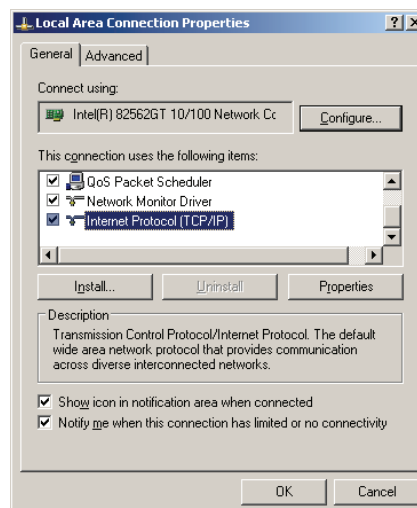 Local Area Connection Properties
General Advanced
Connect using:
Intel(R) 82562GT 10/100 Network Cc
Configure...
This connection uses the following items:
QoS Packet Scheduler
Network Monitor Driver
Internet Protocol (TCP/IP)
Install... Uninstall Properties
Description
Transmission Control Protocol/Internet Protocol. The default
wide area network protocol that provides communication
across diverse interconnected networks.
Show icon in notification area when connected
Notify me when this connection has limited or no connectivity
OK Cancel